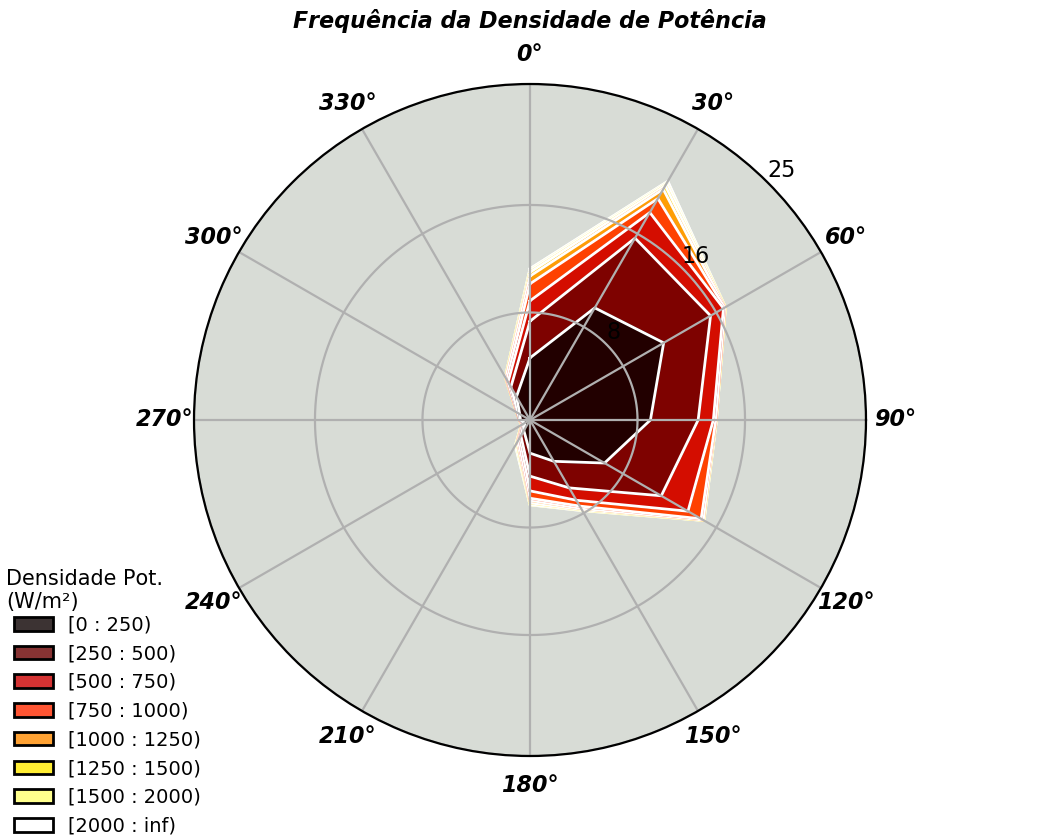 Frequência da Densidade de Potência
0°
330°
30°
25
300°
60°
16
8
270°
90°
240°
120°
210°
150°
180°
Densidade Pot.
(W/m²)
[0 : 250)
[250 : 500)
[500 : 750)
[750 : 1000)
[1000 : 1250)
[1250 : 1500)
[1500 : 2000)
[2000 : inf)